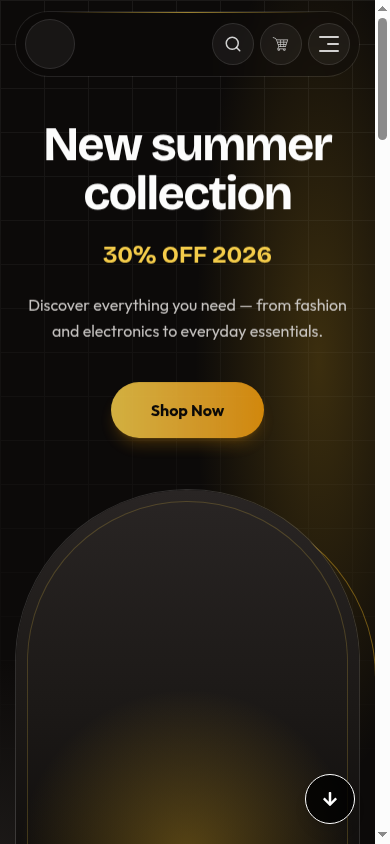 New summer
collection
30% OFF 2026
Discover everything you need — from fashion
and electronics to everyday essentials.
Shop Now